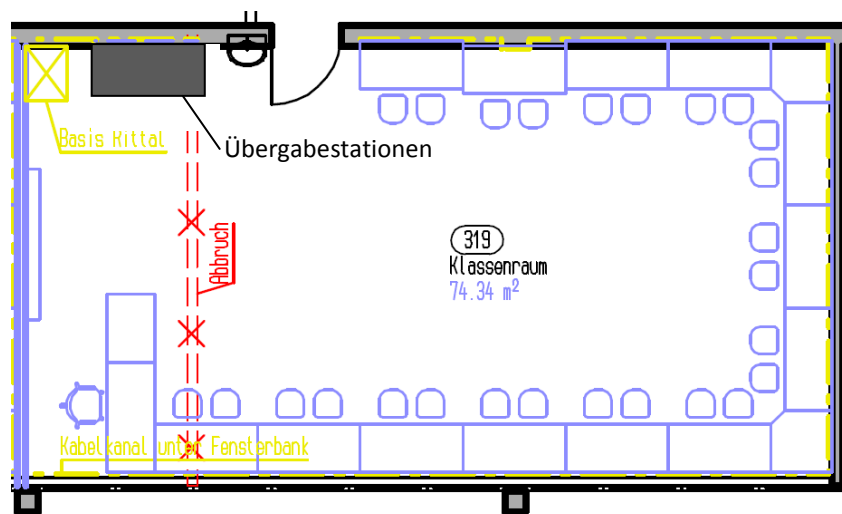 Basis Rittal
Übergabestationen
Abbruch
319
Klassenraum
74.34 m²
Kabelkanal unter Fensterbank